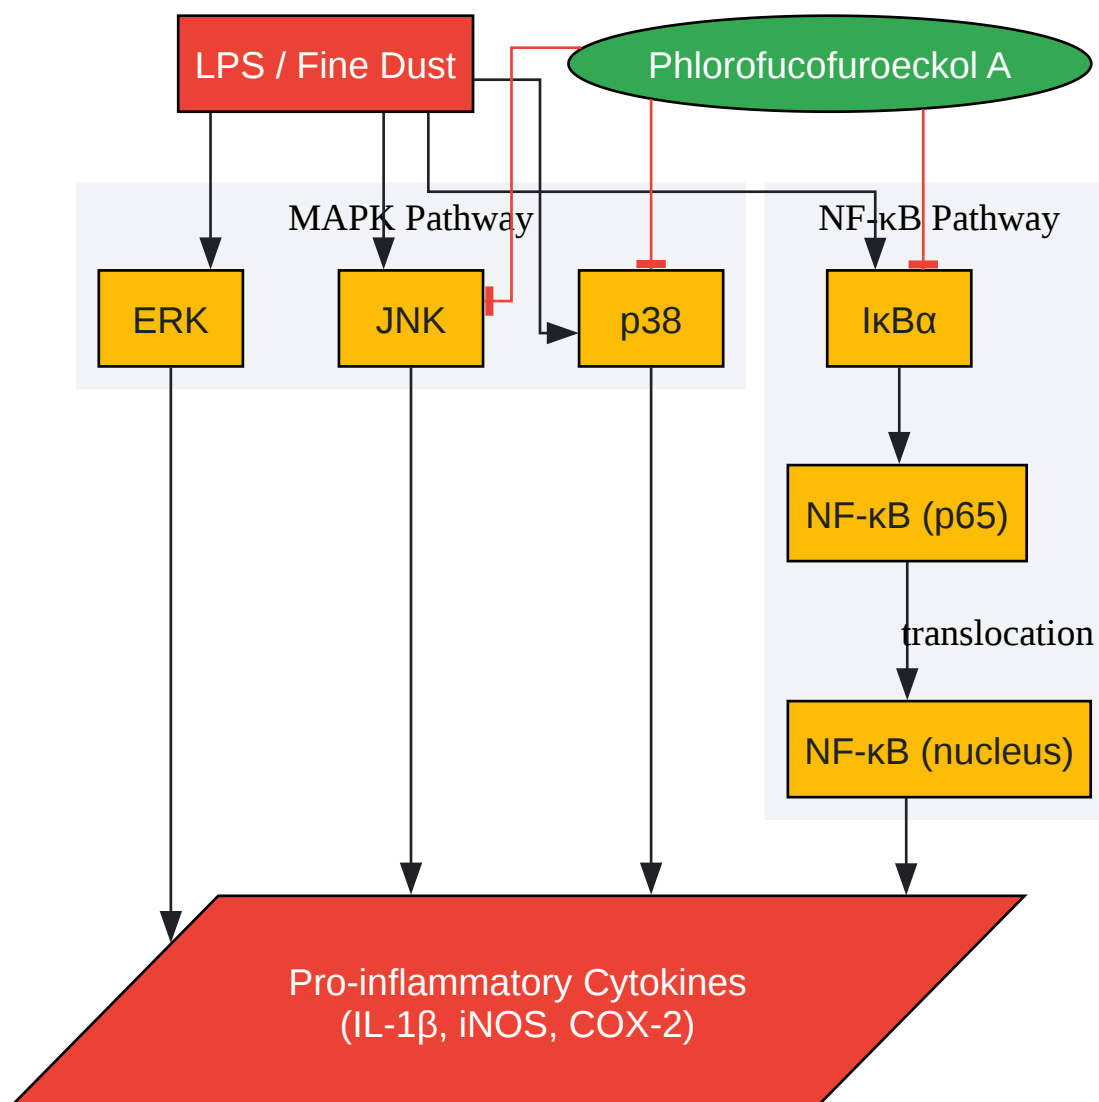 LPS / Fine Dust
Phlorofucofuroeckol A
MAPK Pathway
NF-κB Pathway
ERK
JNK
p38
IκBα
NF-κB (p65)
translocation
NF-κB (nucleus)
Pro-inflammatory Cytokines
(IL-1β, iNOS, COX-2)